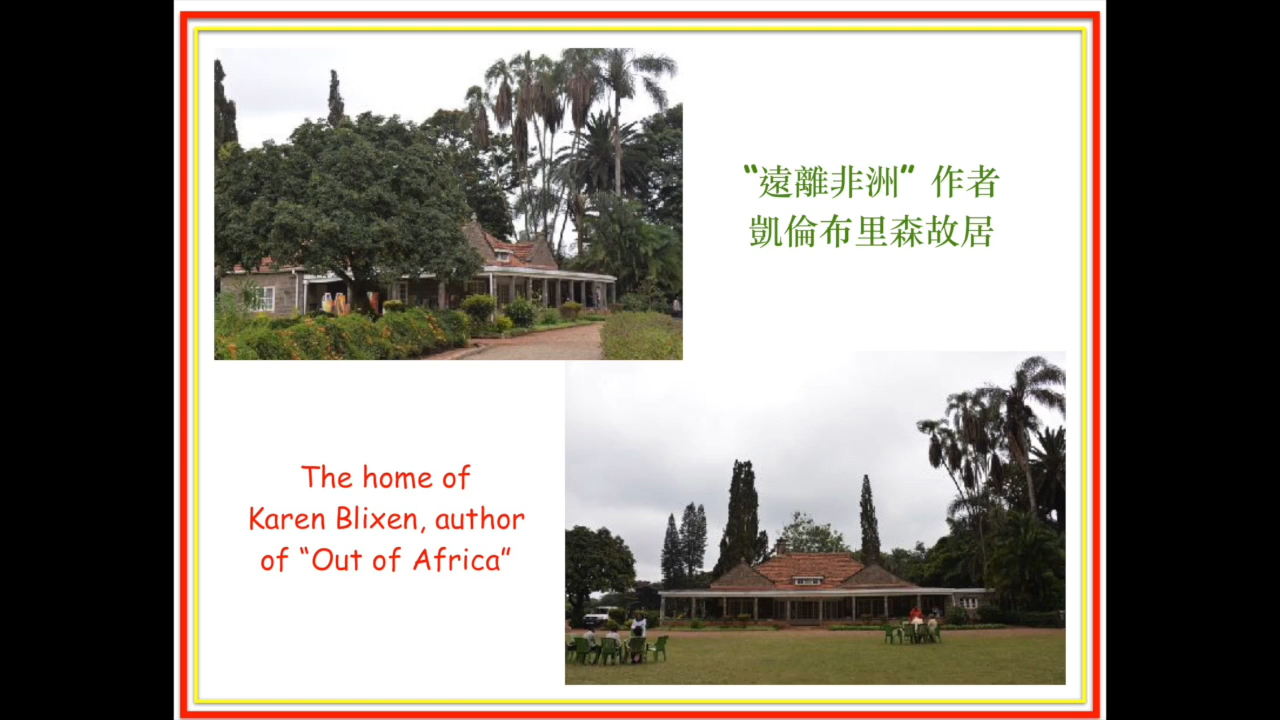 “遠離非洲” 作者
凱倫布里森故居
The home of
Karen Blixen, author
of “Out of Africa”